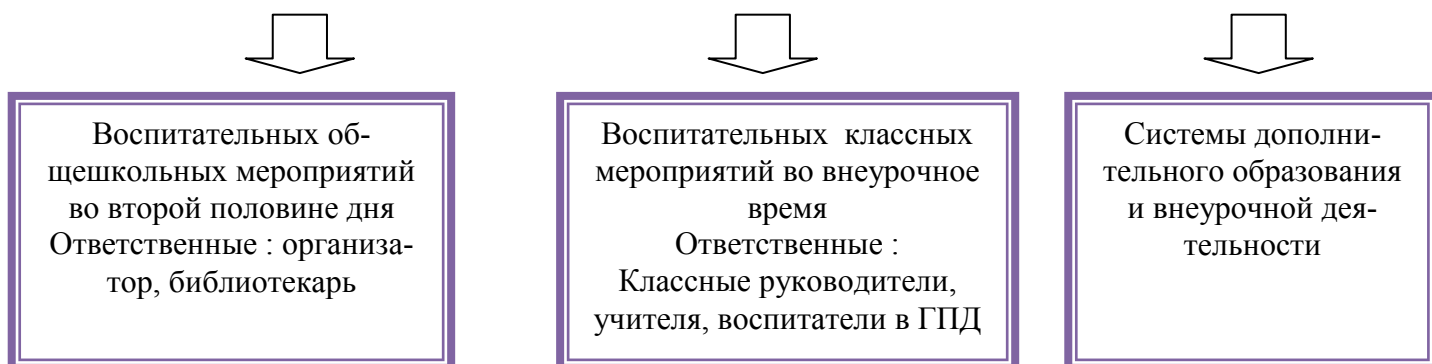 Воспитательных об-
щешкольных мероприятий
во второй половине дня
Ответственные : организа-
тор, библиотекарь
Воспитательных  классных
мероприятий во внеурочное
время
Ответственные :
Классные руководители,
учителя, воспитатели в ГПД
Системы дополни-
тельного образования
и внеурочной дея-
тельности